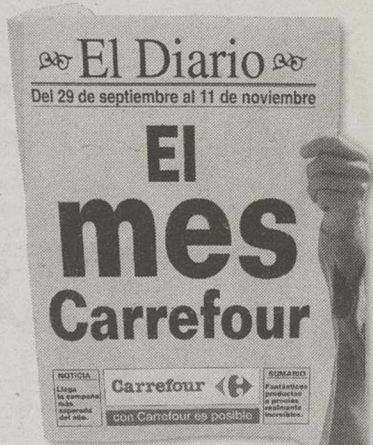 El Diario
Del 29 de septiembre al 11 de noviembre
El
mes
Carrefour
NOTICIA
Llega
la campaña
más
esperada
del año.
Carrefour
con Carrefour es posible
SUMARIO
Fantásticos
productos
a precios
realmente
increíbles.